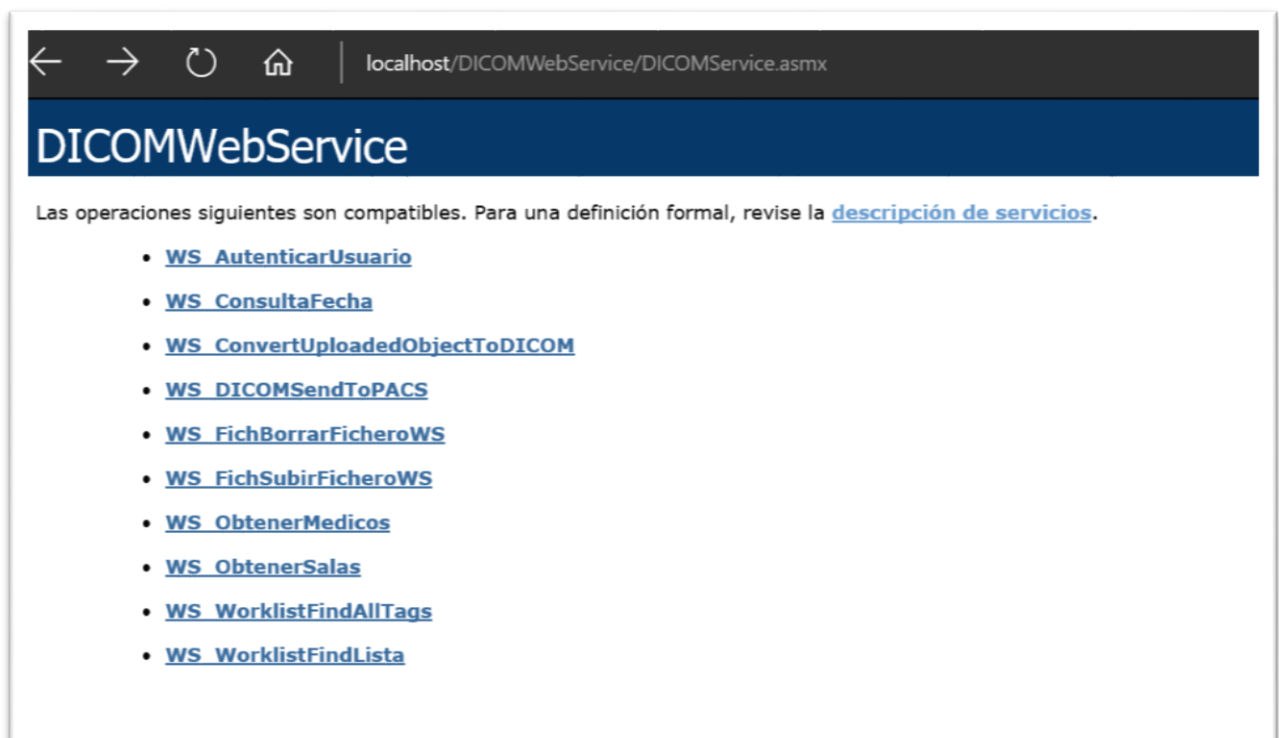 localhost/DICOMWebService/DICOMService.asmx
DICOMWebService
Las operaciones siguientes son compatibles. Para una definición formal, revise la descripción de servicios.
• WS_AutenticarUsuario
• WS_ConsultaFecha
• WS_ConvertUploadedObjectToDICOM
• WS_DICOMSendToPACS
• WS_FichBorrarFicheroWS
• WS_FichSubirFicheroWS
• WS_ObtenerMedicos
• WS_ObtenerSalas
• WS_WorklistFindAllTags
• WS_WorklistFindLista